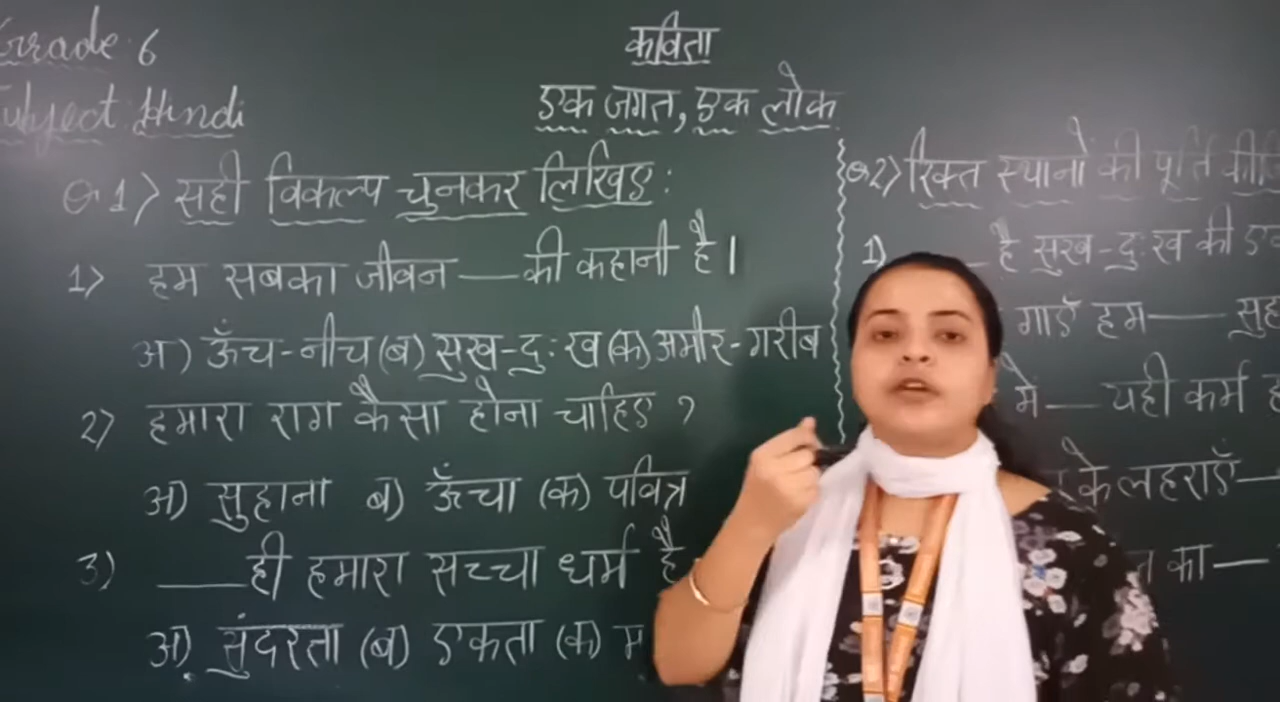 Grade 6
Subject Hindi
कविता
एक जगत, एक लोक
Q1> सही विकल्प चुनकर लिखिए:
1> हम सबका जीवन — की कहानी है।
अ) ऊँच-नीच (ब) सुख-दुःख (क) अमीर-गरीब
2> हमारा राग कैसा होना चाहिए ?
अ) सुहाना ब) ऊँचा (क) पवित्र
3) — ही हमारा सच्चा धर्म है
अ) सुंदरता (ब) एकता (क)
Q2> रिक्त स्थानों की पूर्ति
1) है सुख-दुःख की
गाएँ हम —
में — यही कर्म
के लहराएँ —
का —